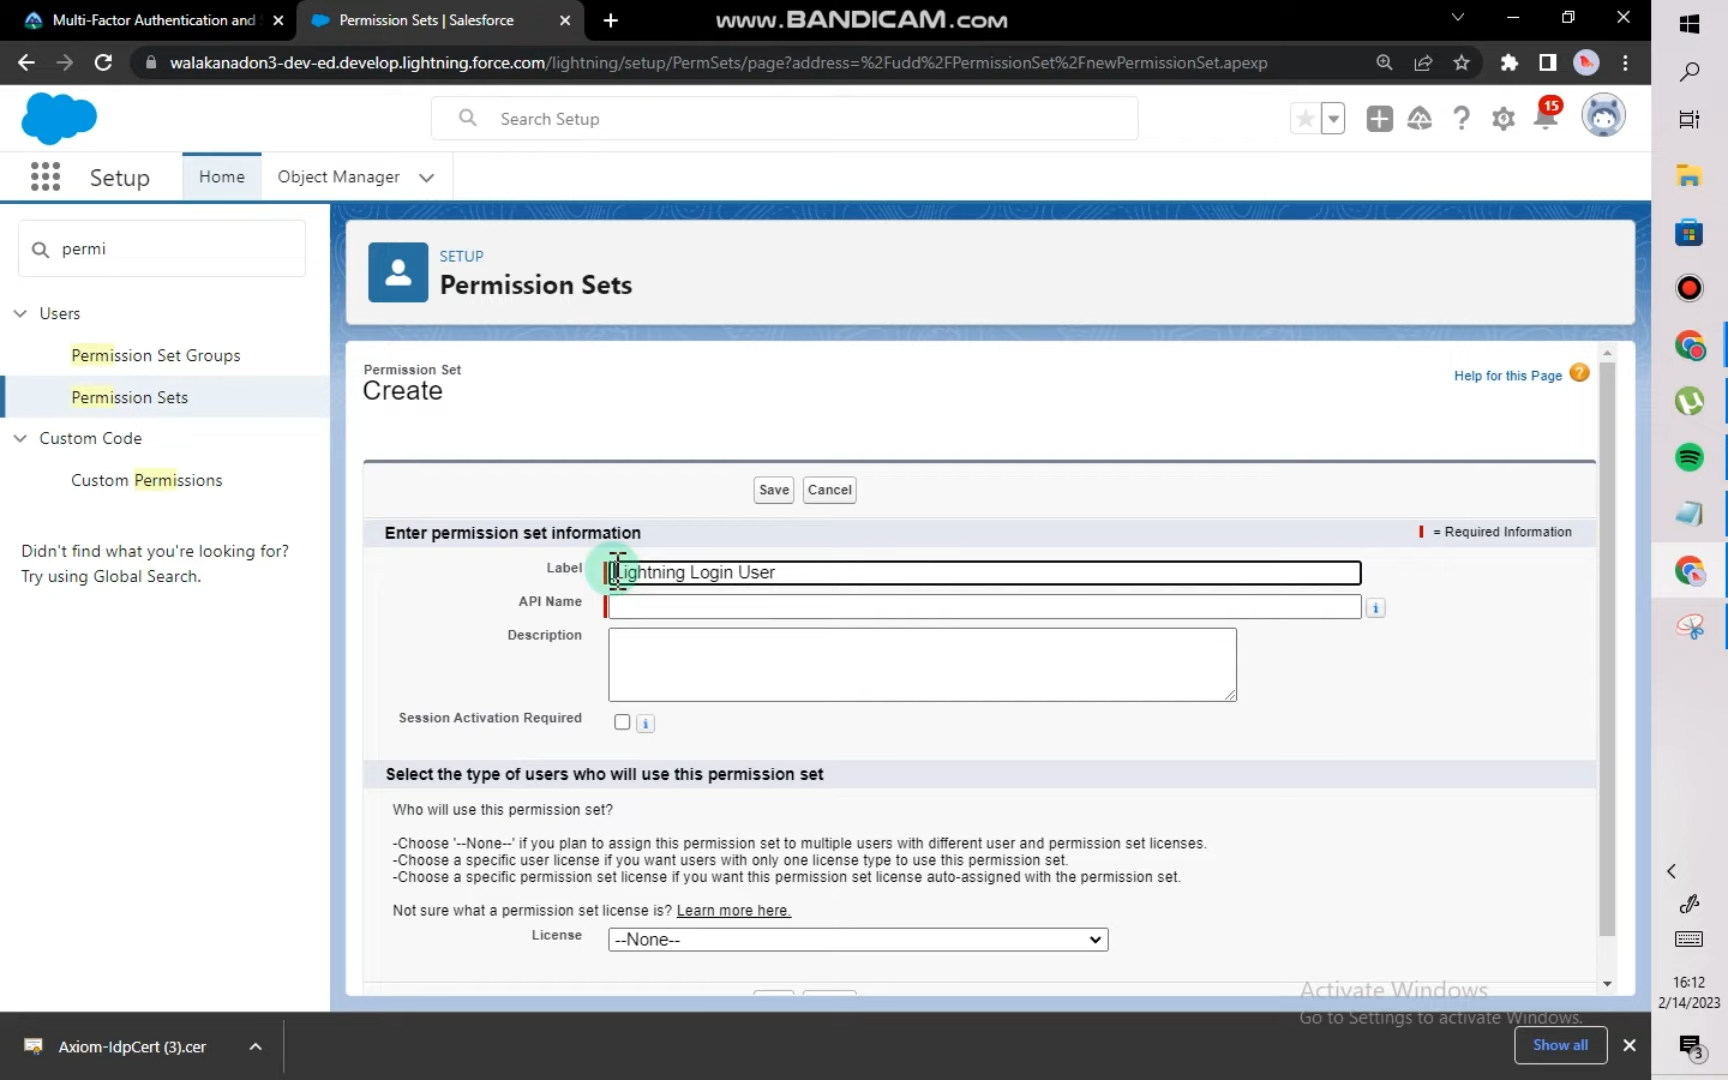 Multi-Factor Authentication and
Permission Sets | Salesforce
www.BANDICAM.com
walakanadon3-dev-ed.develop.lightning.force.com/lightning/setup/PermSets/page?address=%2Fudd%2FPermissionSet%2FnewPermissionSet.apexp
Search Setup
15
Setup
Home
Object Manager
permi
SETUP
Permission Sets
Users
Permission Set Groups
Permission Sets
Custom Code
Custom Permissions
Didn't find what you're looking for?
Try using Global Search.
Permission Set
Create
Help for this Page
Save
Cancel
Enter permission set information
= Required Information
Label
Lightning Login User
API Name
Description
Session Activation Required
Select the type of users who will use this permission set
Who will use this permission set?
-Choose '--None--' if you plan to assign this permission set to multiple users with different user and permission set licenses.
-Choose a specific user license if you want users with only one license type to use this permission set.
-Choose a specific permission set license if you want this permission set license auto-assigned with the permission set.
Not sure what a permission set license is? Learn more here.
License
--None--
Activate Windows
Go to Settings to activate Windows.
16:12
2/14/2023
Axiom-IdpCert (3).cer
Show all
3